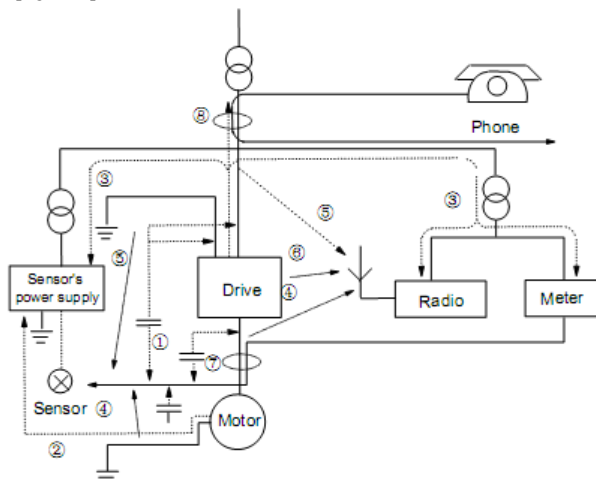 ⑧
Phone
③
⑤
③
⑤
⑥
Sensor's
power supply
Drive
④
Radio
Meter
①
⑦
Sensor
④
Motor
②